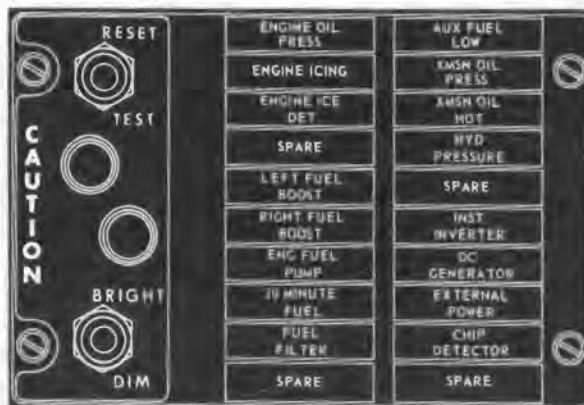 RESET
TEST
CAUTION
BRIGHT
DIM
ENGINE OIL
PRESS
ENGINE ICING
ENGINE ICE
DET
SPARE
LEFT FUEL
BOOST
RIGHT FUEL
BOOST
ENG FUEL
PUMP
20 MINUTE
FUEL
FUEL
FILTER
SPARE
AUX FUEL
LOW
XMSN OIL
PRESS
XMSN OIL
HOT
HYD
PRESSURE
SPARE
INST
INVERTER
DC
GENERATOR
EXTERNAL
POWER
CHIP
DETECTOR
SPARE